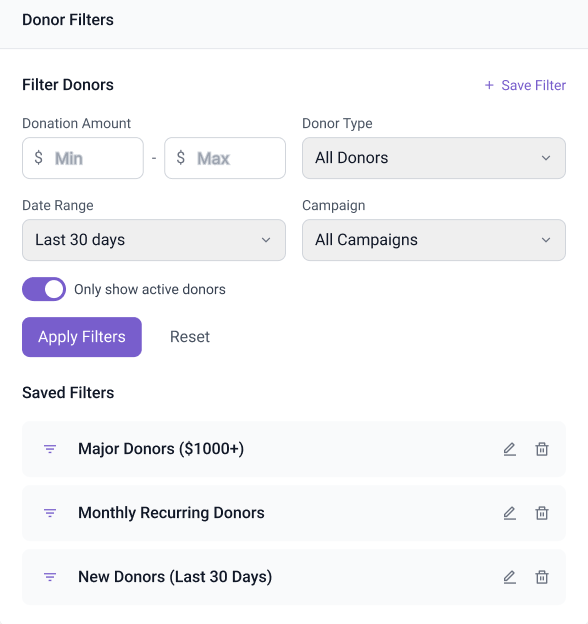 Donor Filters
Filter Donors
+ Save Filter
Donation Amount
Donor Type
$ Min - $ Max
All Donors
Date Range
Campaign
Last 30 days
All Campaigns
Only show active donors
Apply Filters
Reset
Saved Filters
Major Donors ($1000+)
Monthly Recurring Donors
New Donors (Last 30 Days)